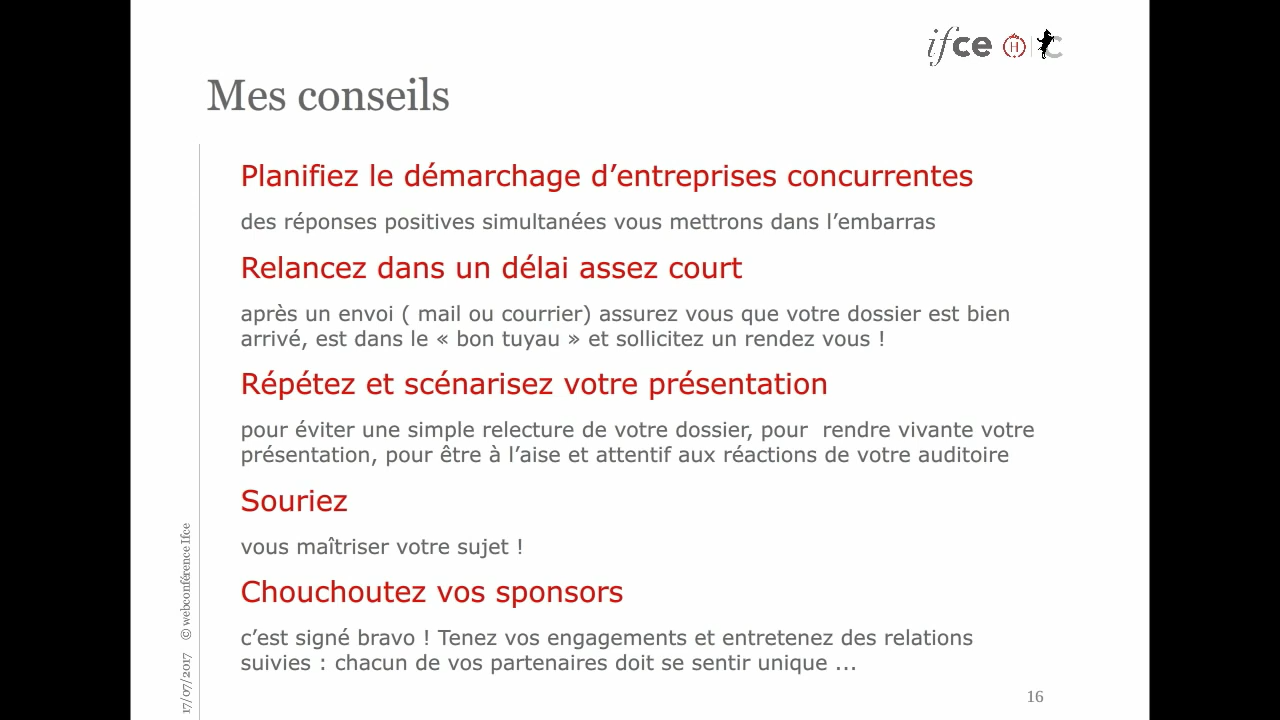 ifce
H
Mes conseils
Planifiez le démarchage d’entreprises concurrentes
des réponses positives simultanées vous mettrons dans l’embarras
Relancez dans un délai assez court
après un envoi ( mail ou courrier) assurez vous que votre dossier est bien
arrivé, est dans le « bon tuyau » et sollicitez un rendez vous !
Répétez et scénarisez votre présentation
pour éviter une simple relecture de votre dossier, pour  rendre vivante votre
présentation, pour être à l’aise et attentif aux réactions de votre auditoire
Souriez
vous maîtriser votre sujet !
Chouchoutez vos sponsors
c’est signé bravo ! Tenez vos engagements et entretenez des relations
suivies : chacun de vos partenaires doit se sentir unique ...
17/07/2017 © webconférence Ifce
16